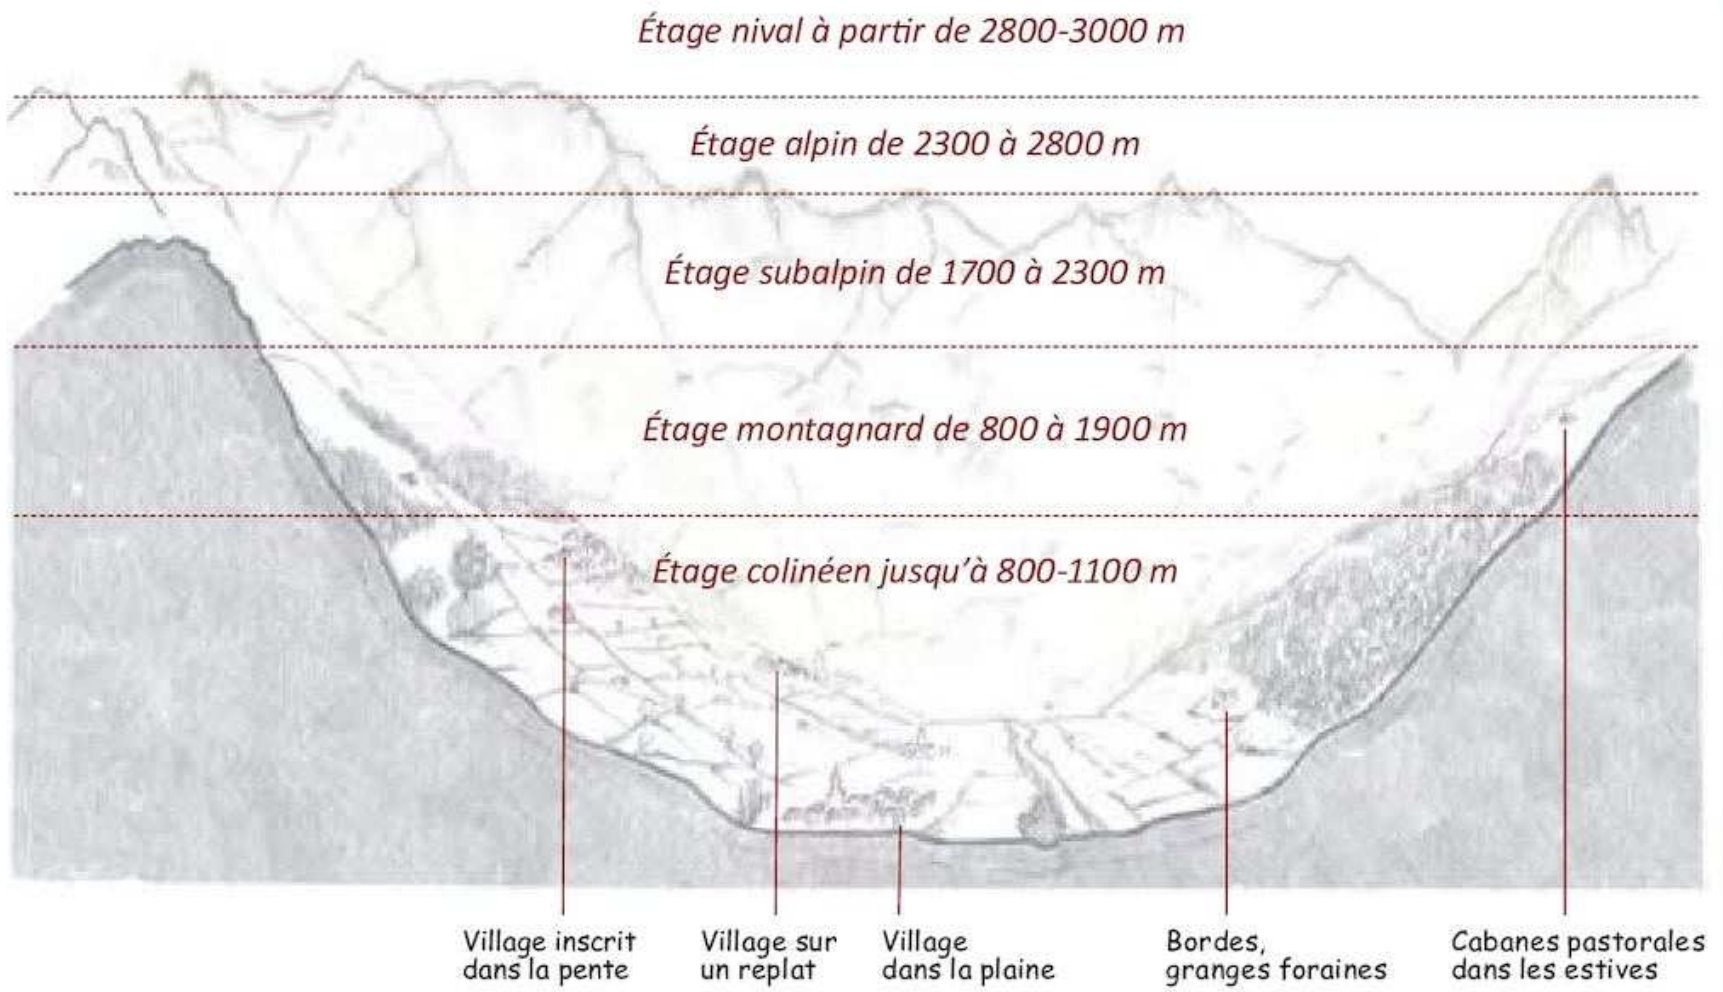 Étage nival à partir de 2800-3000 m
Étage alpin de 2300 à 2800 m
Étage subalpin de 1700 à 2300 m
Étage montagnard de 800 à 1900 m
Étage colinéen jusqu'à 800-1100 m
Village inscrit
dans la pente
Village sur
un replat
Village
dans la plaine
Bordes,
granges foraines
Cabanes pastorales
dans les estives